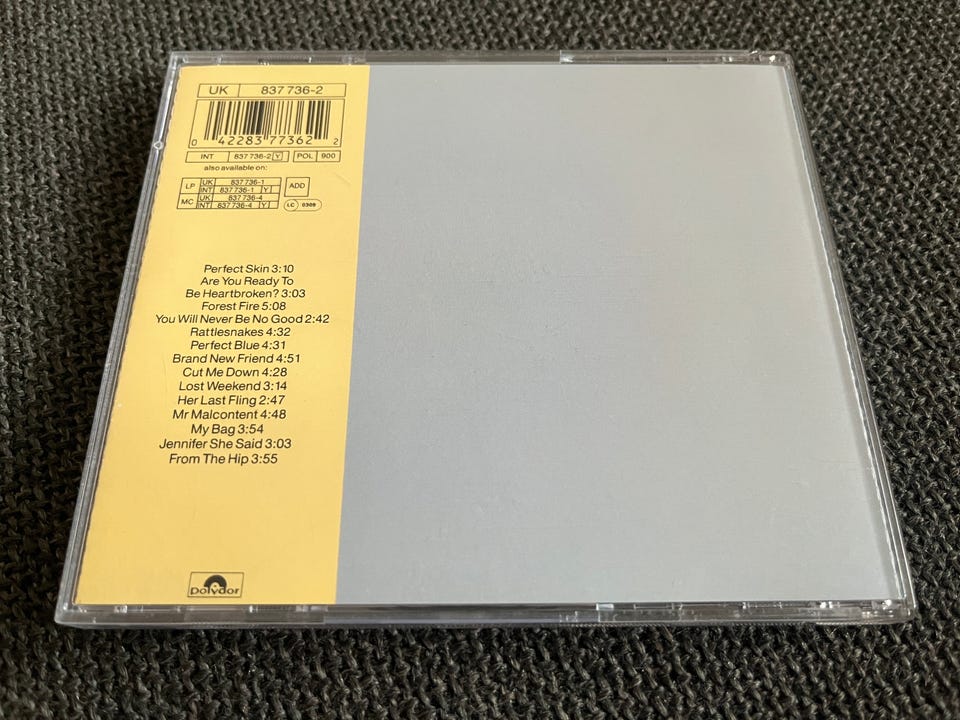 UK 837 736-2
0 42283 77362 2
INT 837 736-2 Y POL 900
also available on:
LP UK 837 736-1
INT 837 736-1 Y
MC UK 837 736-4
INT 837 736-4 Y
ADD
LC 0309
Perfect Skin 3:10
Are You Ready To
Be Heartbroken? 3:03
Forest Fire 5:08
You Will Never Be No Good 2:42
Rattlesnakes 4:32
Perfect Blue 4:31
Brand New Friend 4:51
Cut Me Down 4:28
Lost Weekend 3:14
Her Last Fling 2:47
Mr Malcontent 4:48
My Bag 3:54
Jennifer She Said 3:03
From The Hip 3:55
Polydor